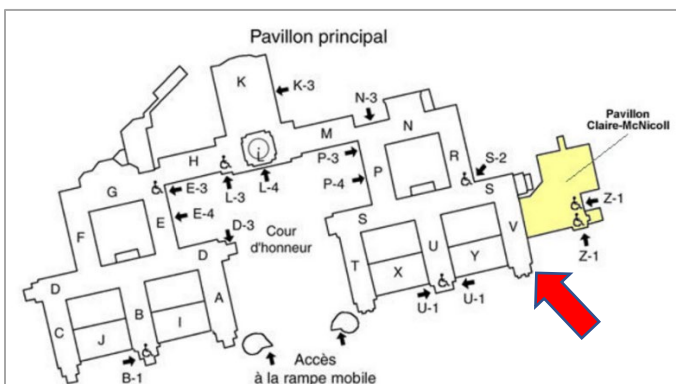 Pavillon principal
K
K-3
N-3
Pavillon
Claire-McNicoll
M
N
H
L
P-3
R
S-2
G
E-3
L-3
L-4
P-4
P
S
Z-1
E
E-4
F
D-3
Cour
d'honneur
S
V
Z-1
D
U
T
X
Y
D
A
U-1
U-1
C
B
J
I
B-1
Accès
à la rampe mobile